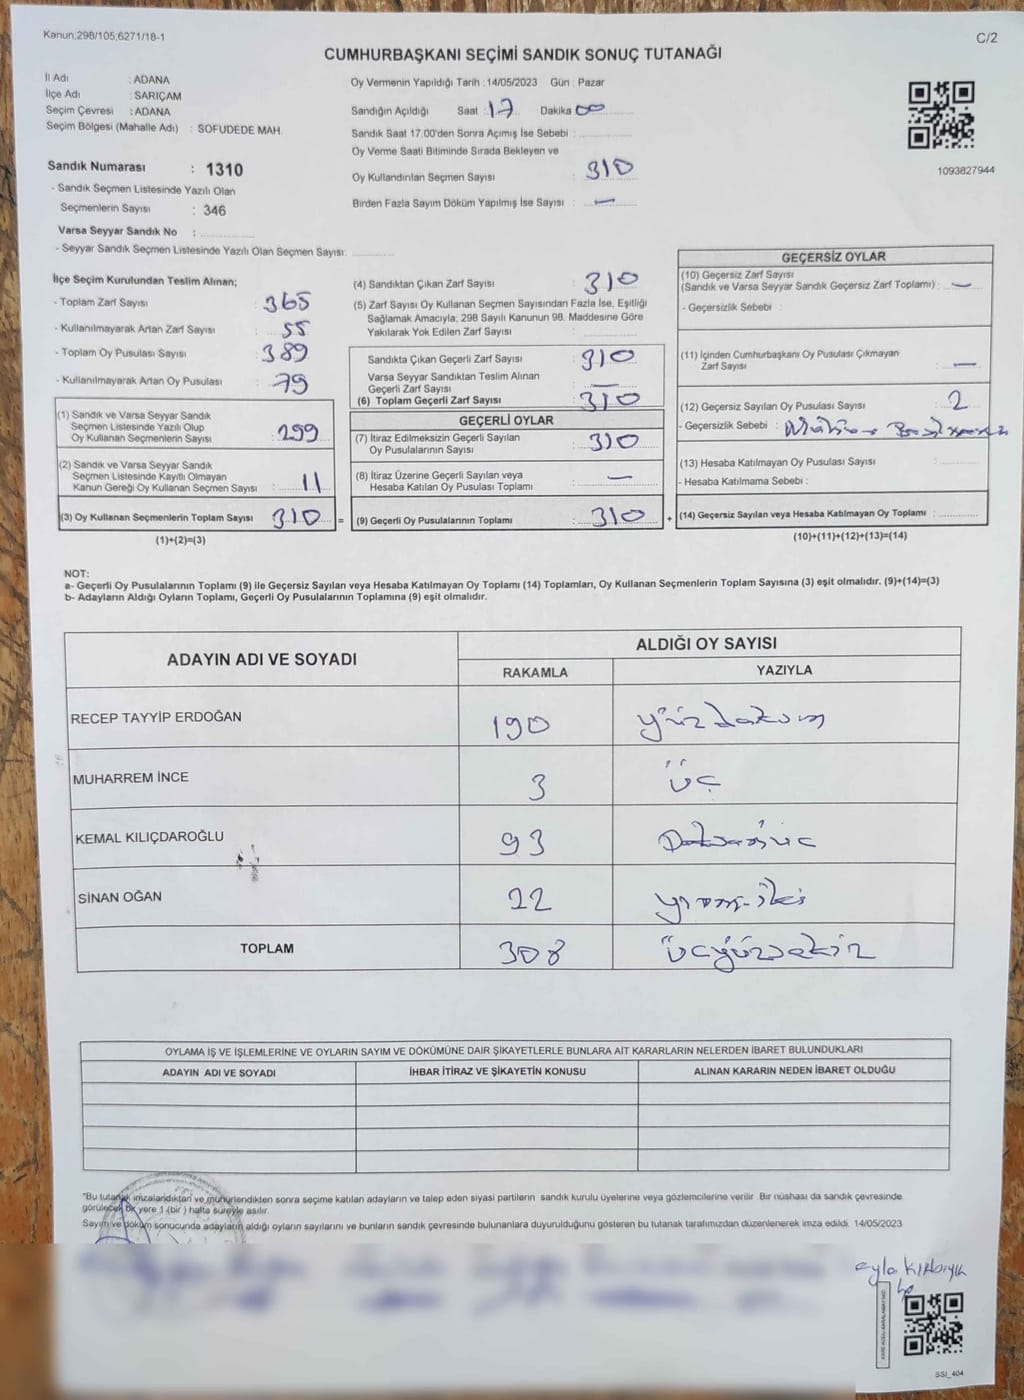 Kanun;298/105;6271/18-1
C/2
CUMHURBAŞKANI SEÇİMİ SANDIK SONUÇ TUTANAĞI
İl Adı : ADANA
İlçe Adı : SARIÇAM
Seçim Çevresi : ADANA
Seçim Bölgesi (Mahalle Adı) : SOFUDEDE MAH.
Oy Vermenin Yapıldığı Tarih : 14/05/2023 Gün : Pazar
Sandığın Açıldığı Saat : 17 Dakika : 00
Sandık Saat 17.00'den Sonra Açımış İse Sebebi :
Oy Verme Saati Bitiminde Sırada Bekleyen ve
Oy Kullandırılan Seçmen Sayısı : 310
Birden Fazla Sayım Döküm Yapılmış İse Sayısı : —
1093827944
Sandık Numarası : 1310
- Sandık Seçmen Listesinde Yazılı Olan
Seçmenlerin Sayısı : 346
Varsa Seyyar Sandık No :
- Seyyar Sandık Seçmen Listesinde Yazılı Olan Seçmen Sayısı:
İlçe Seçim Kurulundan Teslim Alınan;
- Toplam Zarf Sayısı : 365
- Kullanılmayarak Artan Zarf Sayısı : 55
- Toplam Oy Pusulası Sayısı : 389
- Kullanılmayarak Artan Oy Pusulası : 79
(1) Sandık ve Varsa Seyyar Sandık
Seçmen Listesinde Yazılı Olup
Oy Kullanan Seçmenlerin Sayısı : 299
(2) Sandık ve Varsa Seyyar Sandık
Seçmen Listesinde Kayıtlı Olmayan
Kanun Gereği Oy Kullanan Seçmen Sayısı : 11
(3) Oy Kullanan Seçmenlerin Toplam Sayısı 310 =
(1)+(2)=(3)
(4) Sandıktan Çıkan Zarf Sayısı : 310
(5) Zarf Sayısı Oy Kullanan Seçmen Sayısından Fazla İse, Eşitliği
Sağlamak Amacıyla; 298 Sayılı Kanunun 98. Maddesine Göre
Yakılarak Yok Edilen Zarf Sayısı :
Sandıkta Çıkan Geçerli Zarf Sayısı : 310
Varsa Seyyar Sandıktan Teslim Alınan
Geçerli Zarf Sayısı : —
(6) Toplam Geçerli Zarf Sayısı : 310
GEÇERLİ OYLAR
(7) İtiraz Edilmeksizin Geçerli Sayılan
Oy Pusulalarının Sayısı : 310
(8) İtiraz Üzerine Geçerli Sayılan veya
Hesaba Katılan Oy Pusulası Toplamı : —
(9) Geçerli Oy Pusulalarının Toplamı : 310 +
GEÇERSİZ OYLAR
(10) Geçersiz Zarf Sayısı
(Sandık ve Varsa Seyyar Sandık Geçersiz Zarf Toplamı) : —
- Geçersizlik Sebebi :
(11) İçinden Cumhurbaşkanı Oy Pusulası Çıkmayan
Zarf Sayısı : —
(12) Geçersiz Sayılan Oy Pusulası Sayısı : 2
- Geçersizlik Sebebi :
(13) Hesaba Katılmayan Oy Pusulası Sayısı :
- Hesaba Katılmama Sebebi :
(14) Geçersiz Sayılan veya Hesaba Katılmayan Oy Toplamı :
(10)+(11)+(12)+(13)=(14)
NOT:
a- Geçerli Oy Pusulalarının Toplamı (9) ile Geçersiz Sayılan veya Hesaba Katılmayan Oy Toplamı (14) Toplamları, Oy Kullanan Seçmenlerin Toplam Sayısına (3) eşit olmalıdır. (9)+(14)=(3)
b- Adayların Aldığı Oyların Toplamı, Geçerli Oy Pusulalarının Toplamına (9) eşit olmalıdır.
ADAYIN ADI VE SOYADI
ALDIĞI OY SAYISI
RAKAMLA YAZIYLA
RECEP TAYYİP ERDOĞAN 190 yüzdoksan
MUHARREM İNCE 3 üç
KEMAL KILIÇDAROĞLU 93 Doksanüç
SİNAN OĞAN 22 yirmi-iki
TOPLAM 308 üçyüzsekiz
OYLAMA İŞ VE İŞLEMLERİNE VE OYLARIN SAYIM VE DÖKÜMÜNE DAİR ŞİKAYETLERLE BUNLARA AİT KARARLARIN NELERDEN İBARET BULUNDUKLARI
ADAYIN ADI VE SOYADI İHBAR İTİRAZ VE ŞİKAYETİN KONUSU ALINAN KARARIN NEDEN İBARET OLDUĞU
"Bu tutanak imzalandıktan ve mühürlendikten sonra seçime katılan adayların ve talep eden siyasi partilerin sandık kurulu üyelerine veya gözlemcilerine verilir. Bir nüshası da sandık çevresinde
görülecek bir yere 1 (bir) hafta süreyle asılır.
Sayım ve döküm sonucunda adayların aldığı oyların sayılarını ve bunların sandık çevresinde bulunanlara duyurulduğunu gösteren bu tutanak tarafımızdan düzenlenerek imza edildi. 14/05/2023
SSI_404